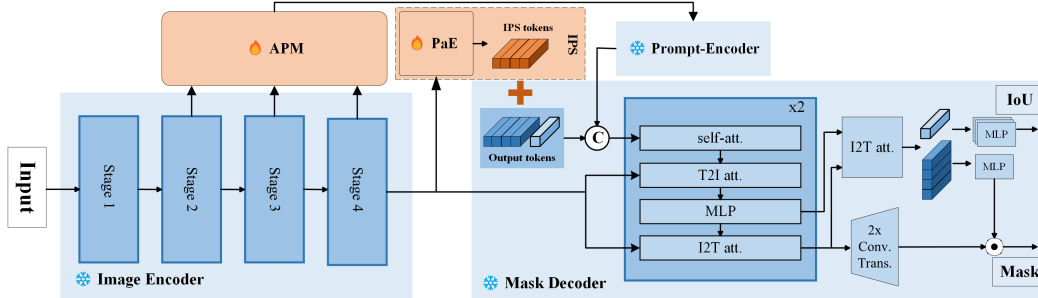 APM
PaE
IPS tokens
IPS
Prompt-Encoder
Input
Stage 1
Stage 2
Stage 3
Stage 4
Image Encoder
Output tokens
C
x2
self-att.
T2I att.
MLP
I2T att.
I2T att.
MLP
MLP
IoU
2x
Conv.
Trans.
Mask
Mask Decoder